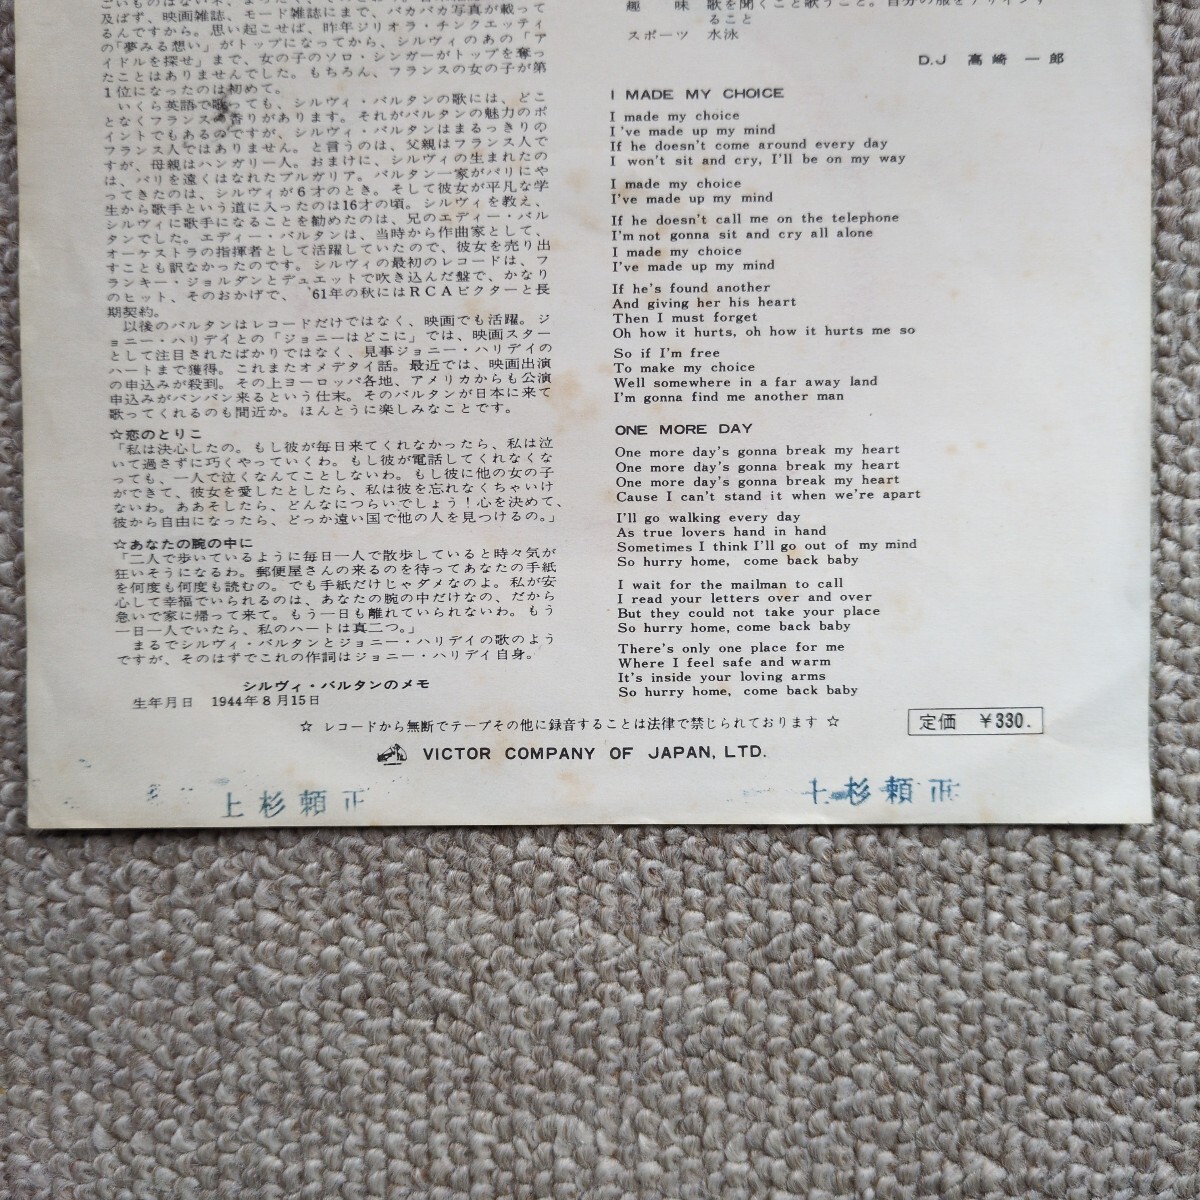 及ばず、映画雑誌、モード雑誌にまで、バカバカ写真が載って
るんですから。思い起こせば、昨年ジリオラ・チンクェッティ
の「夢みる想い」がトップになってから、シルヴィのあの「ア
イドルを探せ」まで、女の子のソロ・シンガーがトップを奪っ
たことはありませんでした。もちろん、フランスの女の子が第
1位になったのは初めて。
いくら英語で歌っても、シルヴィ・バルタンの歌には、どこ
となくフランスの香りがあります。それがバルタンの魅力のポ
イントでもあるのですが、シルヴィ・バルタンはまるっきりの
フランス人ではありません。と言うのは、父親はフランス人で
すが、母親はハンガリー人。おまけに、シルヴィの生まれたの
は、パリを遠くはなれたブルガリア。バルタン一家がパリにや
ってきたのは、シルヴィが6才のとき。そして彼女が平凡な学
生から歌手という道に入ったのは16才の頃。シルヴィを教え、
シルヴィに歌手になることを勧めたのは、兄のエディー・バル
タンでした。エディー・バルタンは、当時から作曲家として、
オーケストラの指揮者として活躍していたので、彼女を売り出
すことも訳なかったのです。シルヴィの最初のレコードは、フ
ランキー・ジョルダンとデュエットで吹き込んだ盤で、かなり
のヒット、そのおかげで、'61年の秋にはRCAビクターと長
期契約。
以後のバルタンはレコードだけではなく、映画でも活躍。ジ
ョニー・ハリデイとの「ジョニーはどこに」では、映画スター
として注目されたばかりではなく、見事ジョニー・ハリデイの
ハートまで獲得。これまたオメデタイ話。最近では、映画出演
の申込みが殺到。その上ヨーロッパ各地、アメリカからも公演
申込みがバンバン来るという仕末。そのバルタンが日本に来て
歌ってくれるのも間近か。ほんとうに楽しみなことです。
☆恋のとりこ
「私は決心したの。もし彼が毎日来てくれなかったら、私は泣
いて過さずに巧くやっていくわ。もし彼が電話してくれなくな
っても、一人で泣くなんてことしないわ。もし彼に他の女の子
ができて、彼女を愛したとしたら、私は彼を忘れなくちゃいけ
ないわ。ああそしたら、どんなにつらいでしょう！心を決めて、
彼から自由になったら、どっか遠い国で他の人を見つけるの。」
☆あなたの腕の中に
「二人で歩いているように毎日一人で散歩していると時々気が
狂いそうになるわ。郵便屋さんの来るのを待ってあなたの手紙
を何度も何度も読むの。でも手紙だけじゃダメなのよ。私が安
心して幸福でいられるのは、あなたの腕の中だけなの、だから
急いで家に帰って来て。もう一日も離れていられないわ。もう
一日一人でいたら、私のハートは真二つ。」
まるでシルヴィ・バルタンとジョニー・ハリデイの歌のよう
ですが、そのはずでこれの作詞はジョニー・ハリデイ自身。
シルヴィ・バルタンのメモ
生年月日 1944年8月15日
趣 味 歌を聞くこと歌うこと。自分の服をデザインす
ること
スポーツ 水泳
D.J 高崎一郎
I MADE MY CHOICE
I made my choice
I've made up my mind
If he doesn't come around every day
I won't sit and cry, I'll be on my way
I made my choice
I've made up my mind
If he doesn't call me on the telephone
I'm not gonna sit and cry all alone
I made my choice
I've made up my mind
If he's found another
And giving her his heart
Then I must forget
Oh how it hurts, oh how it hurts me so
So if I'm free
To make my choice
Well somewhere in a far away land
I'm gonna find me another man
ONE MORE DAY
One more day's gonna break my heart
One more day's gonna break my heart
One more day's gonna break my heart
Cause I can't stand it when we're apart
I'll go walking every day
As true lovers hand in hand
Sometimes I think I'll go out of my mind
So hurry home, come back baby
I wait for the mailman to call
I read your letters over and over
But they could not take your place
So hurry home, come back baby
There's only one place for me
Where I feel safe and warm
It's inside your loving arms
So hurry home, come back baby
☆ レコードから無断でテープその他に録音することは法律で禁じられております ☆
定価 ￥330.
VICTOR COMPANY OF JAPAN, LTD.
上杉頼正
上杉頼正